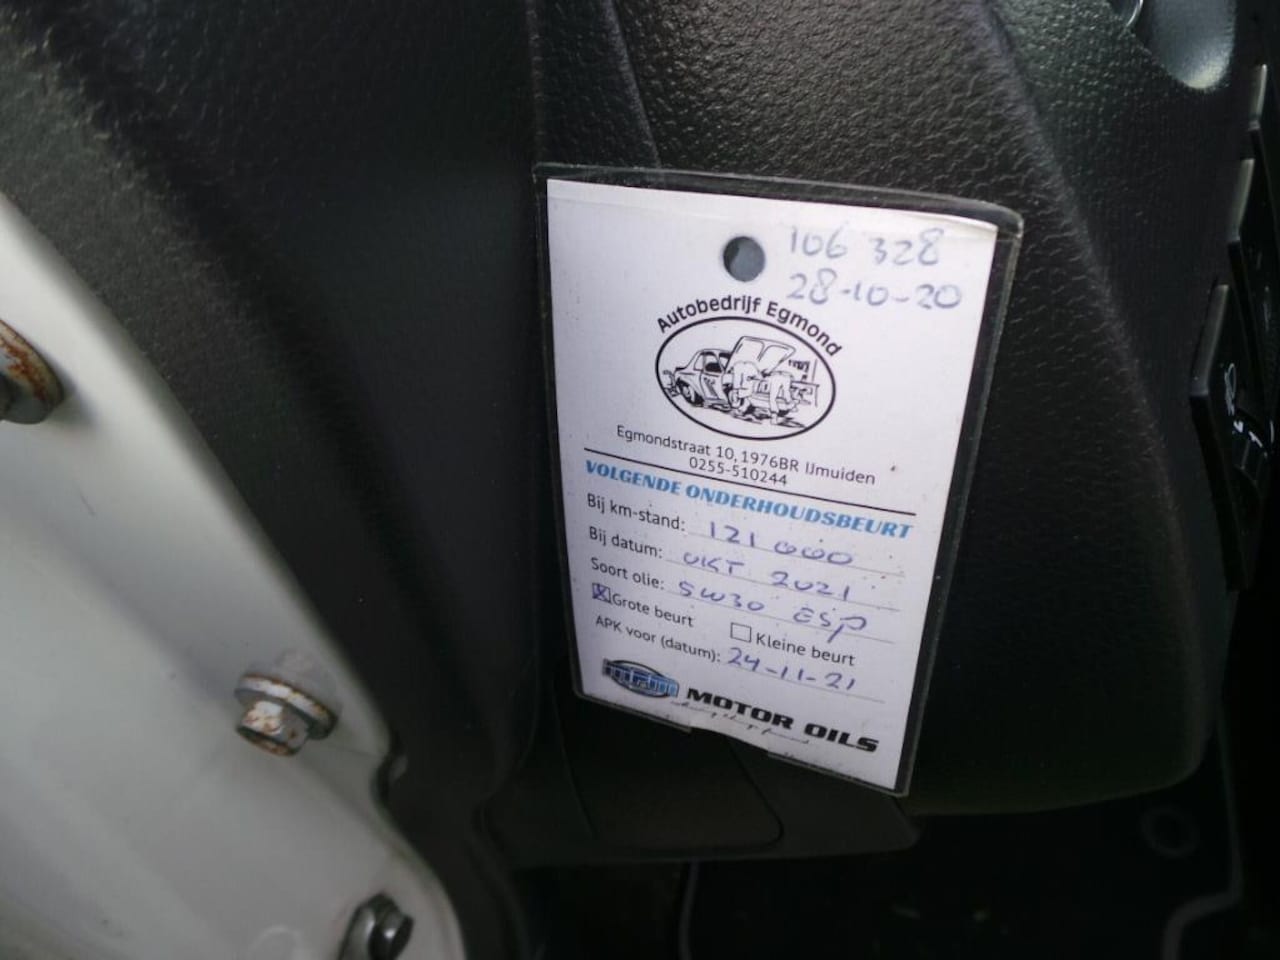 106 328
28-10-20
Autobedrijf Egmond
Egmondstraat 10, 1976BR IJmuiden
0255-510244
VOLGENDE ONDERHOUDSBEURT
Bij km-stand: 121 000
Bij datum: OKT 2021
Soort olie: 5W30 ESP
Grote beurt
Kleine beurt
APK voor (datum): 24-11-21
MPM MOTOR OILS